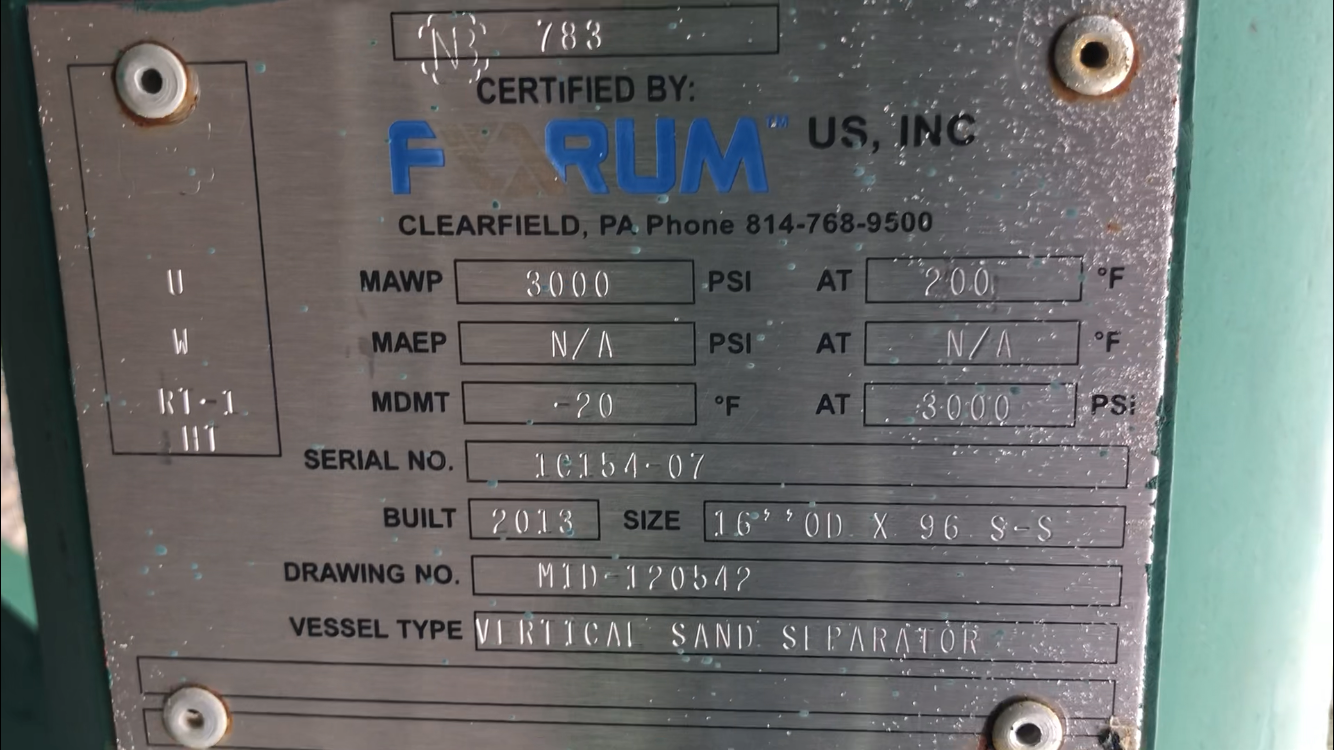 NB 783
CERTIFIED BY:
FORUM™ US, INC
CLEARFIELD, PA Phone 814-768-9500
U
W
RT-1
HT
MAWP 3000 PSI AT 200 °F
MAEP N/A PSI AT N/A °F
MDMT -20 °F AT 3000 PSi
SERIAL NO. 1C154-07
BUILT 2013 SIZE 16’’OD X 96 S-S
DRAWING NO. MID-120542
VESSEL TYPE VERTICAL SAND SEPARATOR